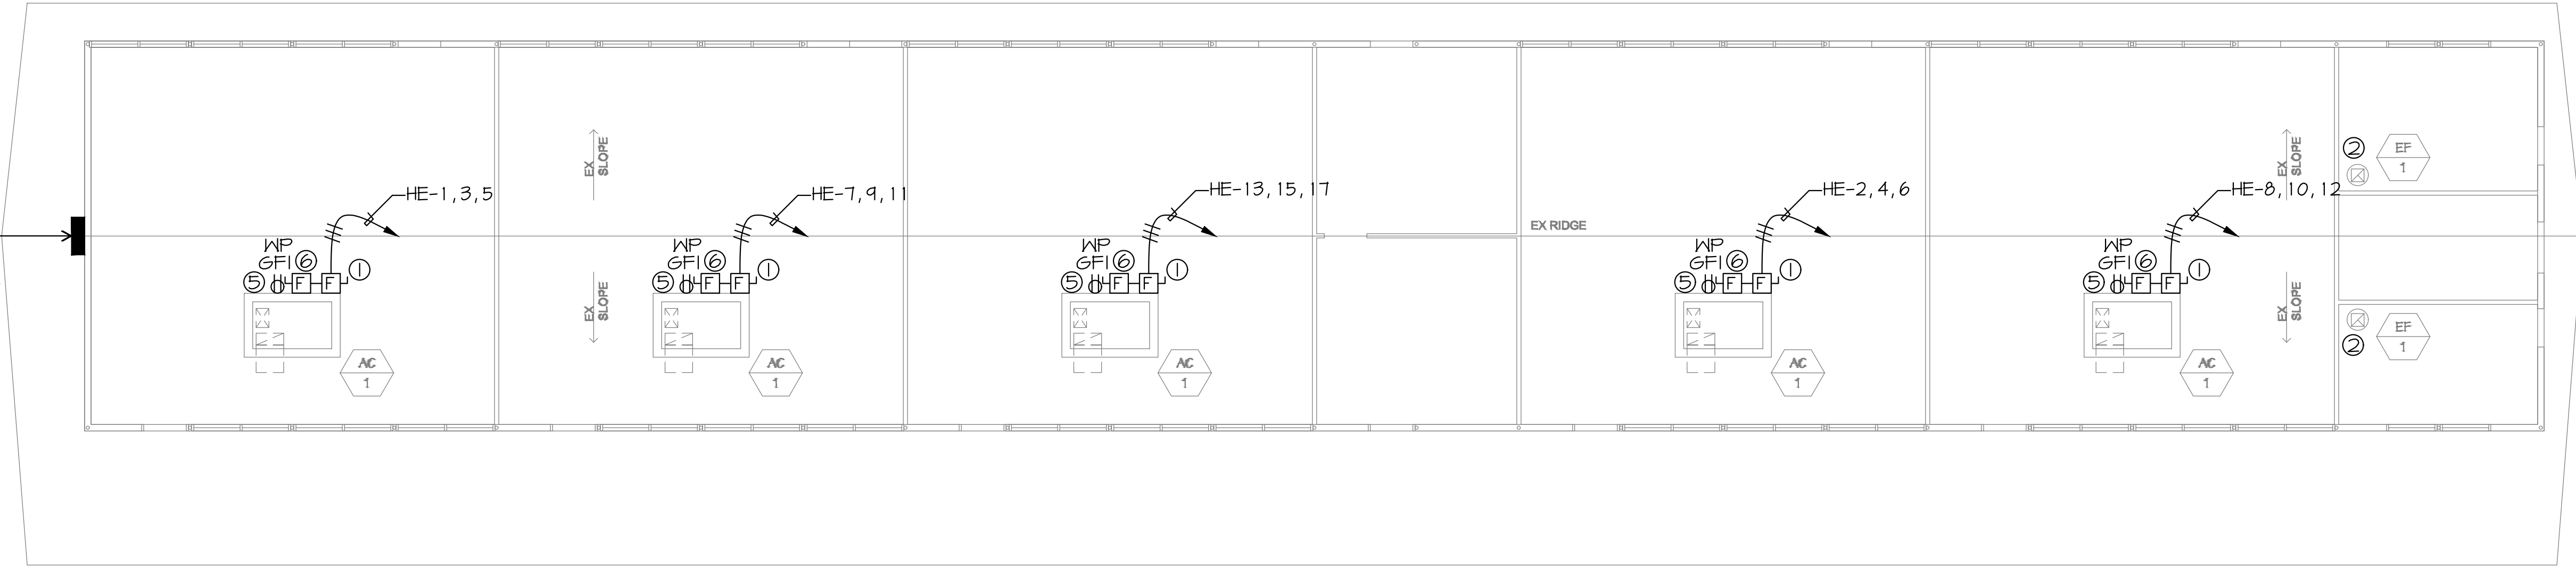 HE-1, 3, 5
WP
GFI 6
5 F F 1
AC
1
EX
SLOPE
EX
SLOPE
HE-7, 9, 11
WP
GFI 6
5 F F 1
AC
1
HE-13, 15, 17
WP
GFI 6
5 F F 1
AC
1
EX RIDGE
HE-2, 4, 6
WP
GFI 6
5 F F 1
AC
1
HE-8, 10, 12
WP
GFI 6
5 F F 1
AC
1
EX
SLOPE
EX
SLOPE
2
EF
1
EF
1
2